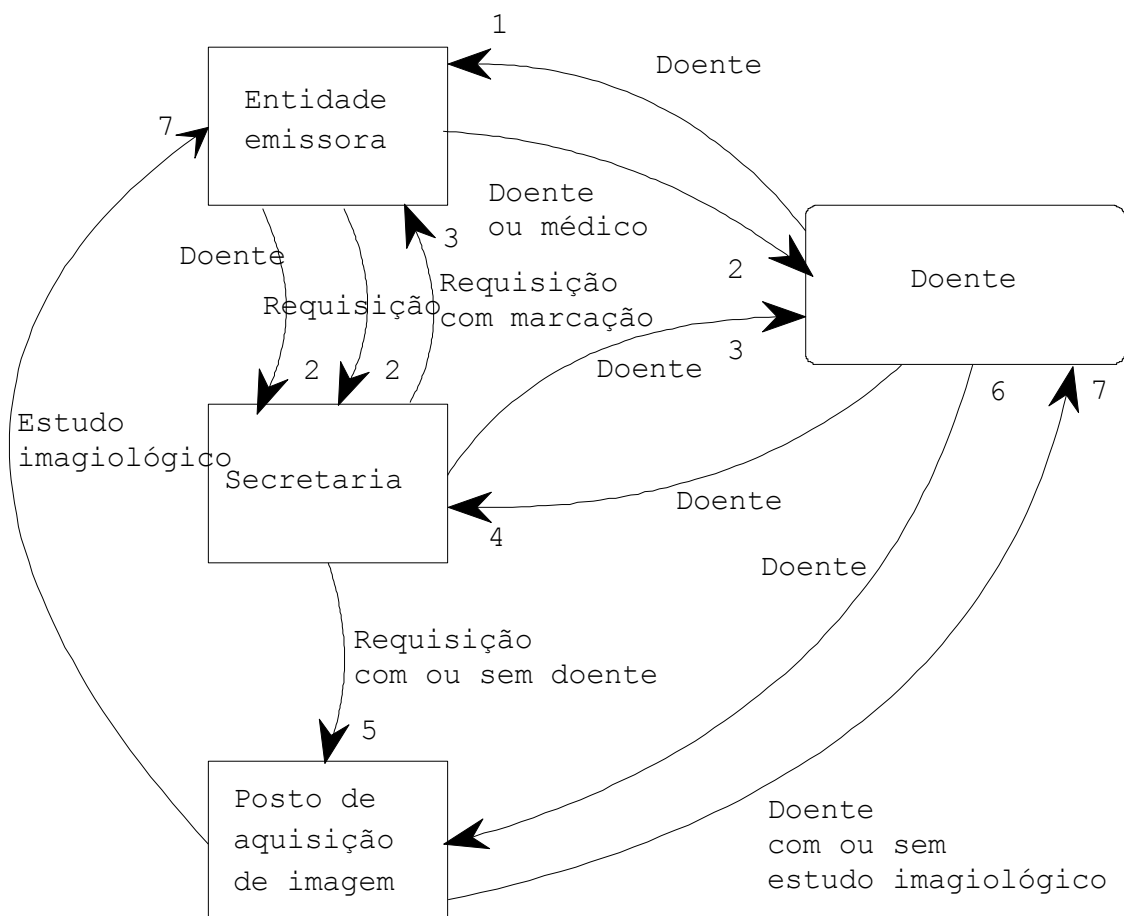 1
Doente
Entidade
emissora
7
Doente
ou médico
3
Doente
2
Doente
Requisição
com marcação
Requisição
3
2
2
Doente
6
7
Estudo
imagiológico
Secretaria
Doente
4
Doente
Requisição
com ou sem doente
5
Posto de
aquisição
de imagem
Doente
com ou sem
estudo imagiológico